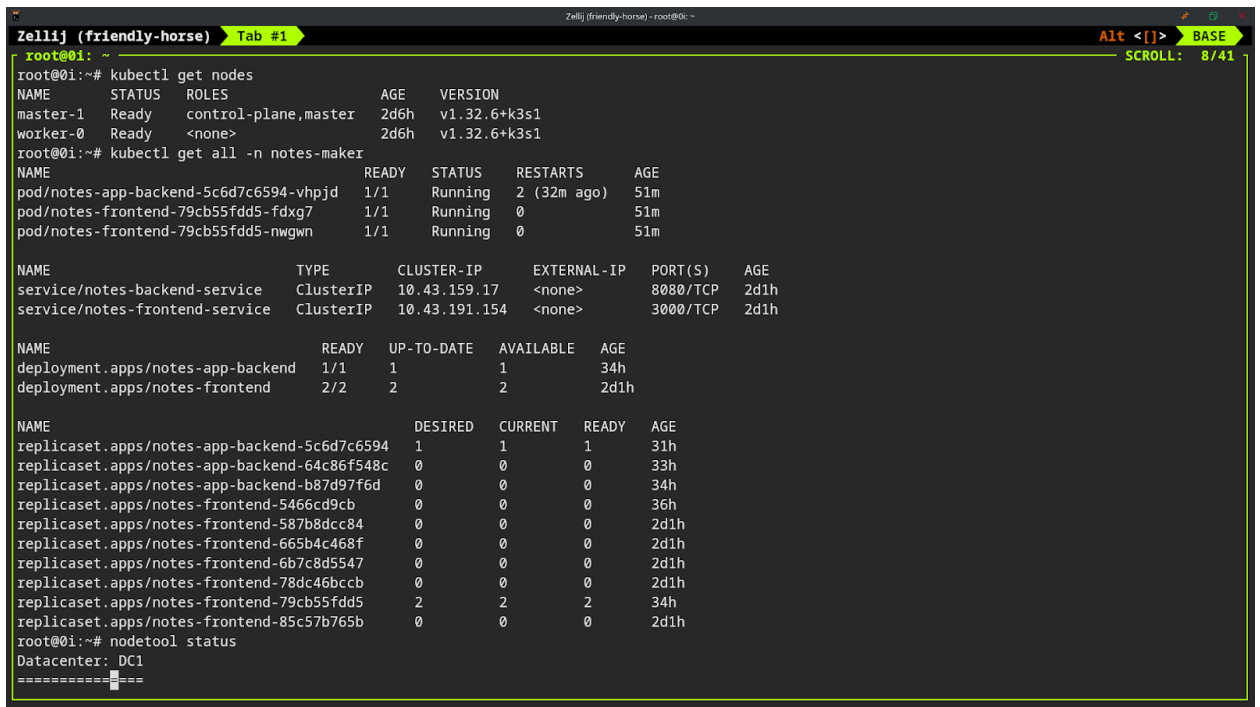 Zellij (friendly-horse) - root@0i: ~
Zellij (friendly-horse) Tab #1 Alt <[]> BASE
root@0i: ~ SCROLL: 8/41
root@0i:~# kubectl get nodes
NAME STATUS ROLES AGE VERSION
master-1 Ready control-plane,master 2d6h v1.32.6+k3s1
worker-0 Ready <none> 2d6h v1.32.6+k3s1
root@0i:~# kubectl get all -n notes-maker
NAME READY STATUS RESTARTS AGE
pod/notes-app-backend-5c6d7c6594-vhpjd 1/1 Running 2 (32m ago) 51m
pod/notes-frontend-79cb55fdd5-fdxg7 1/1 Running 0 51m
pod/notes-frontend-79cb55fdd5-nwgwn 1/1 Running 0 51m
NAME TYPE CLUSTER-IP EXTERNAL-IP PORT(S) AGE
service/notes-backend-service ClusterIP 10.43.159.17 <none> 8080/TCP 2d1h
service/notes-frontend-service ClusterIP 10.43.191.154 <none> 3000/TCP 2d1h
NAME READY UP-TO-DATE AVAILABLE AGE
deployment.apps/notes-app-backend 1/1 1 1 34h
deployment.apps/notes-frontend 2/2 2 2 2d1h
NAME DESIRED CURRENT READY AGE
replicaset.apps/notes-app-backend-5c6d7c6594 1 1 1 31h
replicaset.apps/notes-app-backend-64c86f548c 0 0 0 33h
replicaset.apps/notes-app-backend-b87d97f6d 0 0 0 34h
replicaset.apps/notes-frontend-5466cd9cb 0 0 0 36h
replicaset.apps/notes-frontend-587b8dcc84 0 0 0 2d1h
replicaset.apps/notes-frontend-665b4c468f 0 0 0 2d1h
replicaset.apps/notes-frontend-6b7c8d5547 0 0 0 2d1h
replicaset.apps/notes-frontend-78dc46bccb 0 0 0 2d1h
replicaset.apps/notes-frontend-79cb55fdd5 2 2 2 34h
replicaset.apps/notes-frontend-85c57b765b 0 0 0 2d1h
root@0i:~# nodetool status
Datacenter: DC1
===============